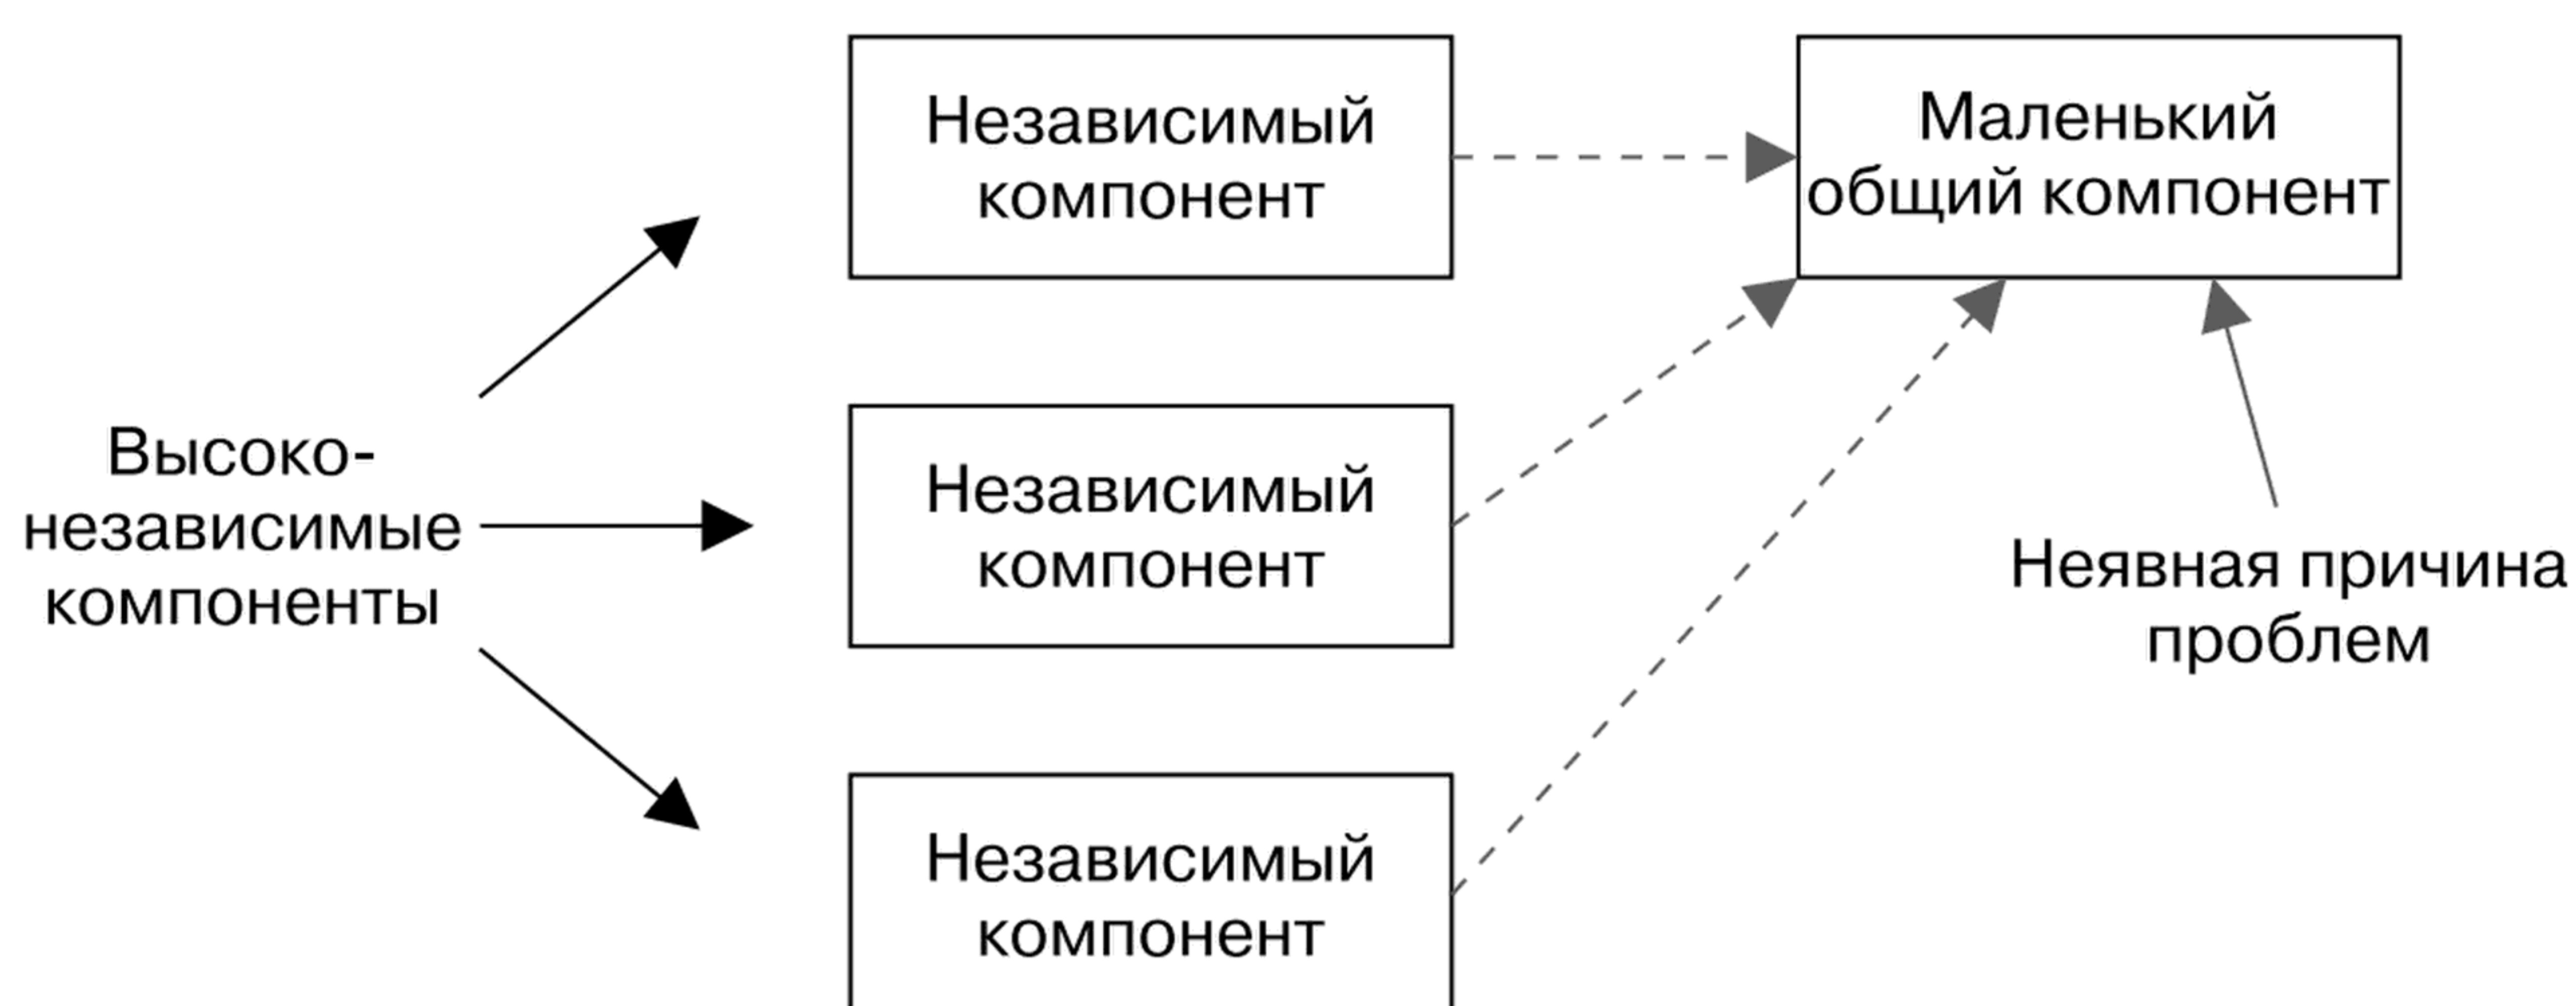 Независимый
компонент
Маленький
общий компонент
Высоко-
независимые
компоненты
Независимый
компонент
Неявная причина
проблем
Независимый
компонент